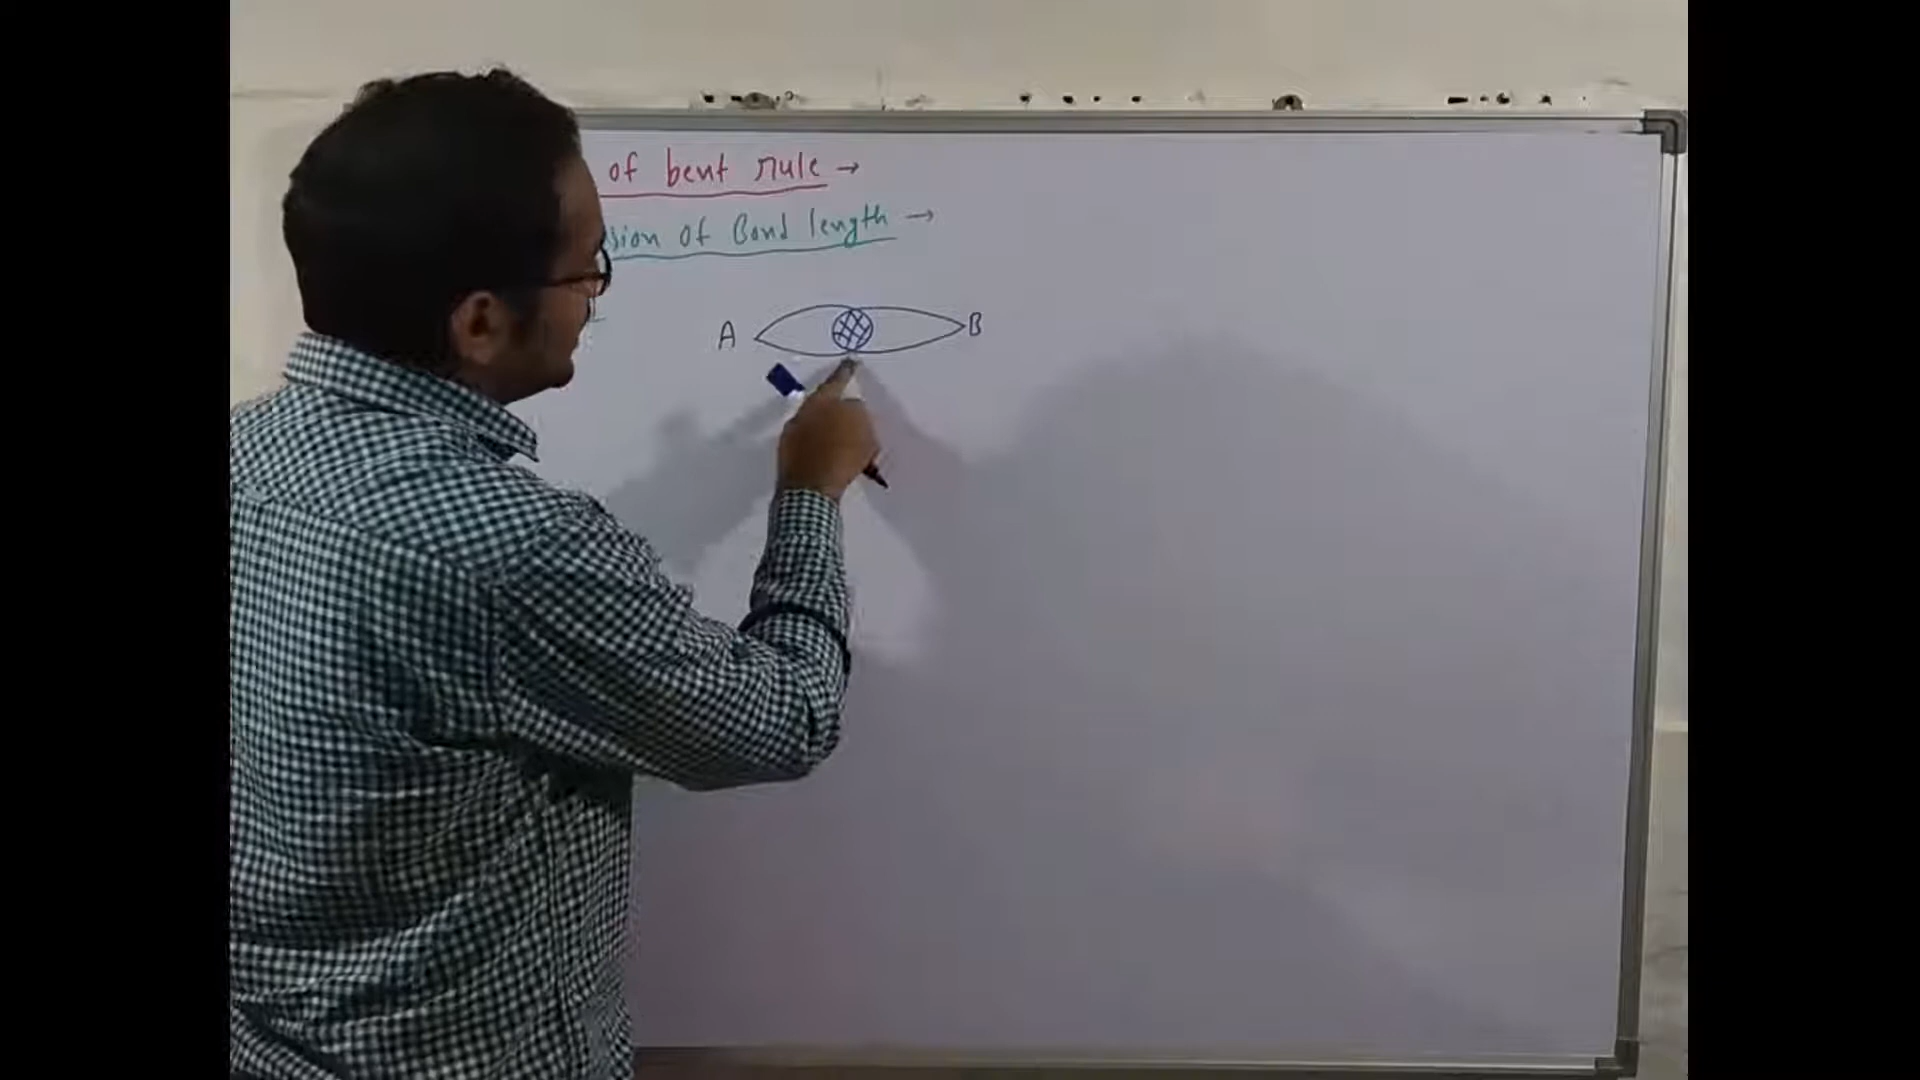 of bent rule →
sion of Bond length →
A B